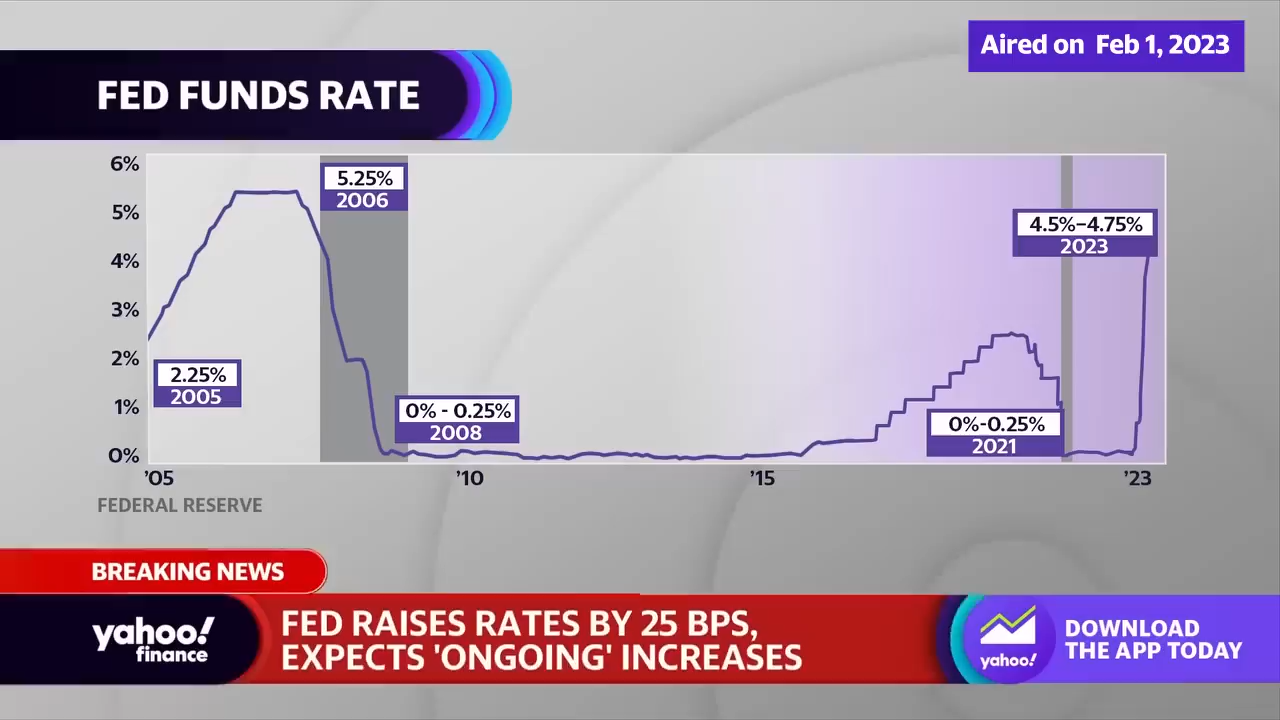 Aired on Feb 1, 2023
FED FUNDS RATE
6%
5%
4%
3%
2%
1%
0%
5.25%
2006
4.5%–4.75%
2023
2.25%
2005
0% - 0.25%
2008
0%-0.25%
2021
’05
’10
’15
’23
FEDERAL RESERVE
BREAKING NEWS
yahoo!
finance
FED RAISES RATES BY 25 BPS,
EXPECTS 'ONGOING' INCREASES
yahoo!
DOWNLOAD
THE APP TODAY